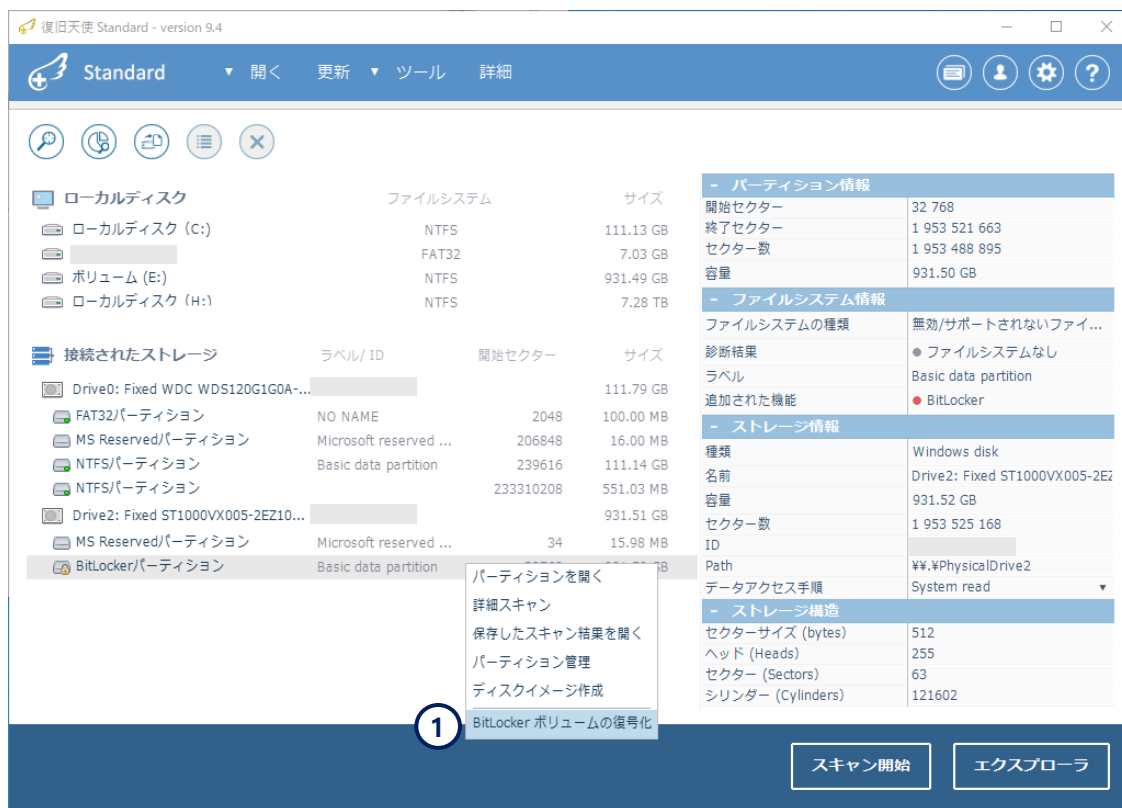 復旧天使 Standard - version 9.4
Standard ▼ 開く 更新 ▼ ツール 詳細
ローカルディスク ファイルシステム サイズ
ローカルディスク (C:) NTFS 111.13 GB
FAT32 7.03 GB
ボリューム (E:) NTFS 931.49 GB
ローカルディスク (H:) NTFS 7.28 TB
接続されたストレージ ラベル/ ID 開始セクター サイズ
Drive0: Fixed WDC WDS120G1G0A-... 111.79 GB
FAT32パーティション NO NAME 2048 100.00 MB
MS Reservedパーティション Microsoft reserved ... 206848 16.00 MB
NTFSパーティション Basic data partition 239616 111.14 GB
NTFSパーティション 233310208 551.03 MB
Drive2: Fixed ST1000VX005-2EZ10... 931.51 GB
MS Reservedパーティション Microsoft reserved ... 34 15.98 MB
BitLockerパーティション Basic data partition
パーティションを開く
詳細スキャン
保存したスキャン結果を開く
パーティション管理
ディスクイメージ作成
1 BitLocker ボリュームの復号化
- パーティション情報
開始セクター 32 768
終了セクター 1 953 521 663
セクター数 1 953 488 895
容量 931.50 GB
- ファイルシステム情報
ファイルシステムの種類 無効/サポートされないファイ...
診断結果 ● ファイルシステムなし
ラベル Basic data partition
追加された機能 ● BitLocker
- ストレージ情報
種類 Windows disk
名前 Drive2: Fixed ST1000VX005-2EZ
容量 931.52 GB
セクター数 1 953 525 168
ID
Path ¥¥.¥PhysicalDrive2
データアクセス手順 System read ▼
- ストレージ構造
セクターサイズ (bytes) 512
ヘッド (Heads) 255
セクター (Sectors) 63
シリンダー (Cylinders) 121602
スキャン開始 エクスプローラ